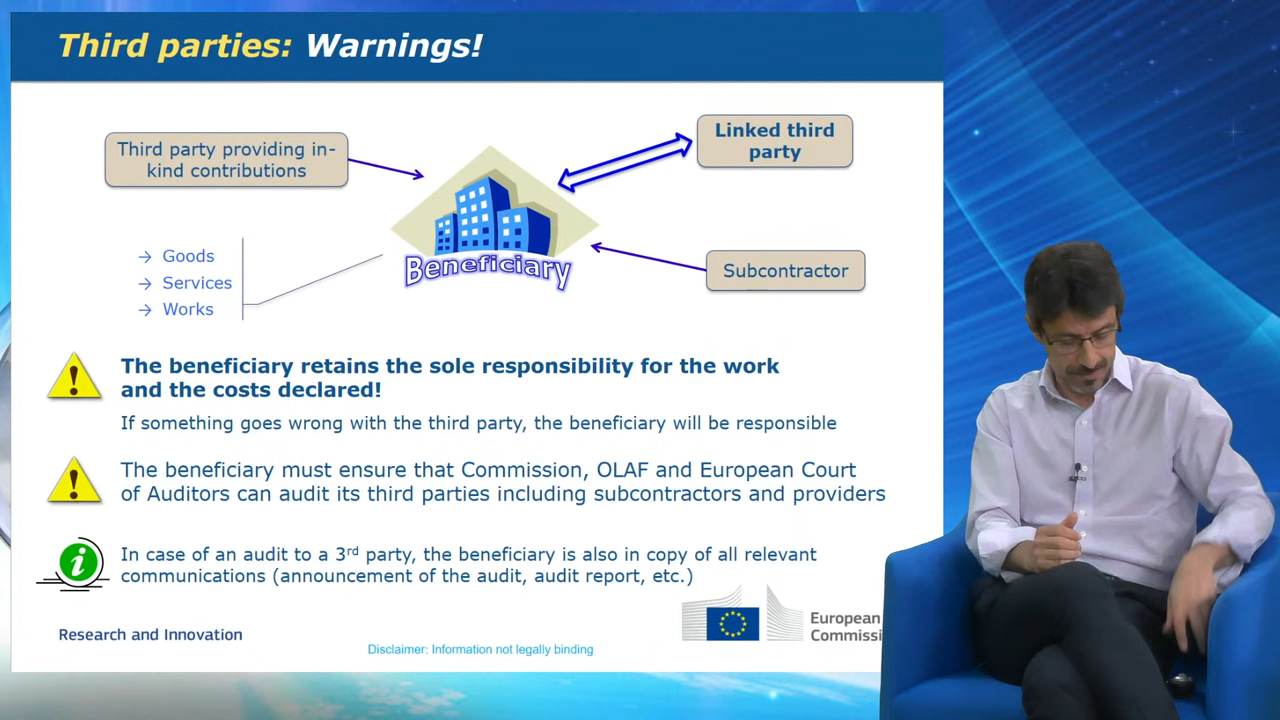 Third parties: Warnings!
Third party providing in-
kind contributions
Linked third
party
→ Goods
→ Services
→ Works
Beneficiary
Subcontractor
The beneficiary retains the sole responsibility for the work
and the costs declared!
If something goes wrong with the third party, the beneficiary will be responsible
The beneficiary must ensure that Commission, OLAF and European Court
of Auditors can audit its third parties including subcontractors and providers
In case of an audit to a 3rd party, the beneficiary is also in copy of all relevant
communications (announcement of the audit, audit report, etc.)
Research and Innovation
European
Commissi
Disclaimer: Information not legally binding